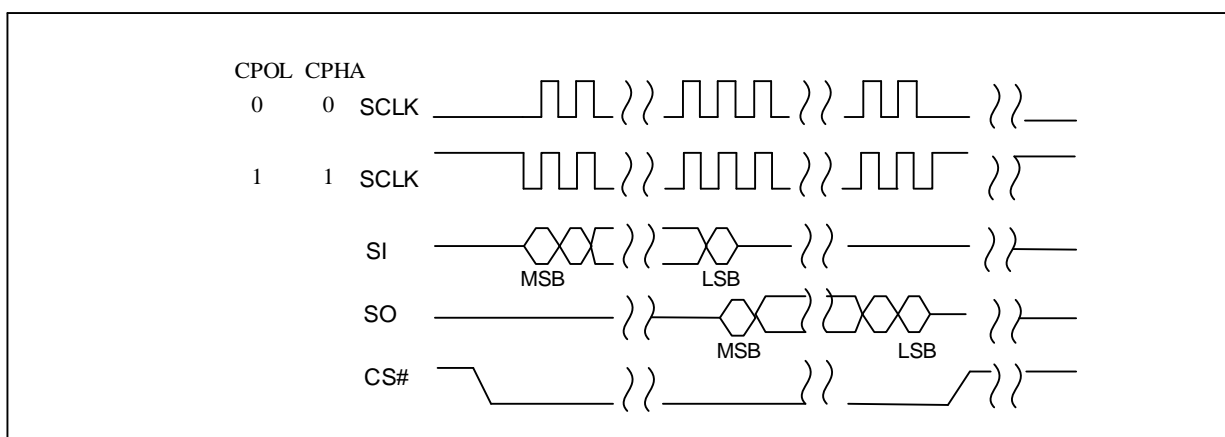 CPOL CPHA
0 0 SCLK
1 1 SCLK
SI
MSB LSB
SO
MSB LSB
CS#